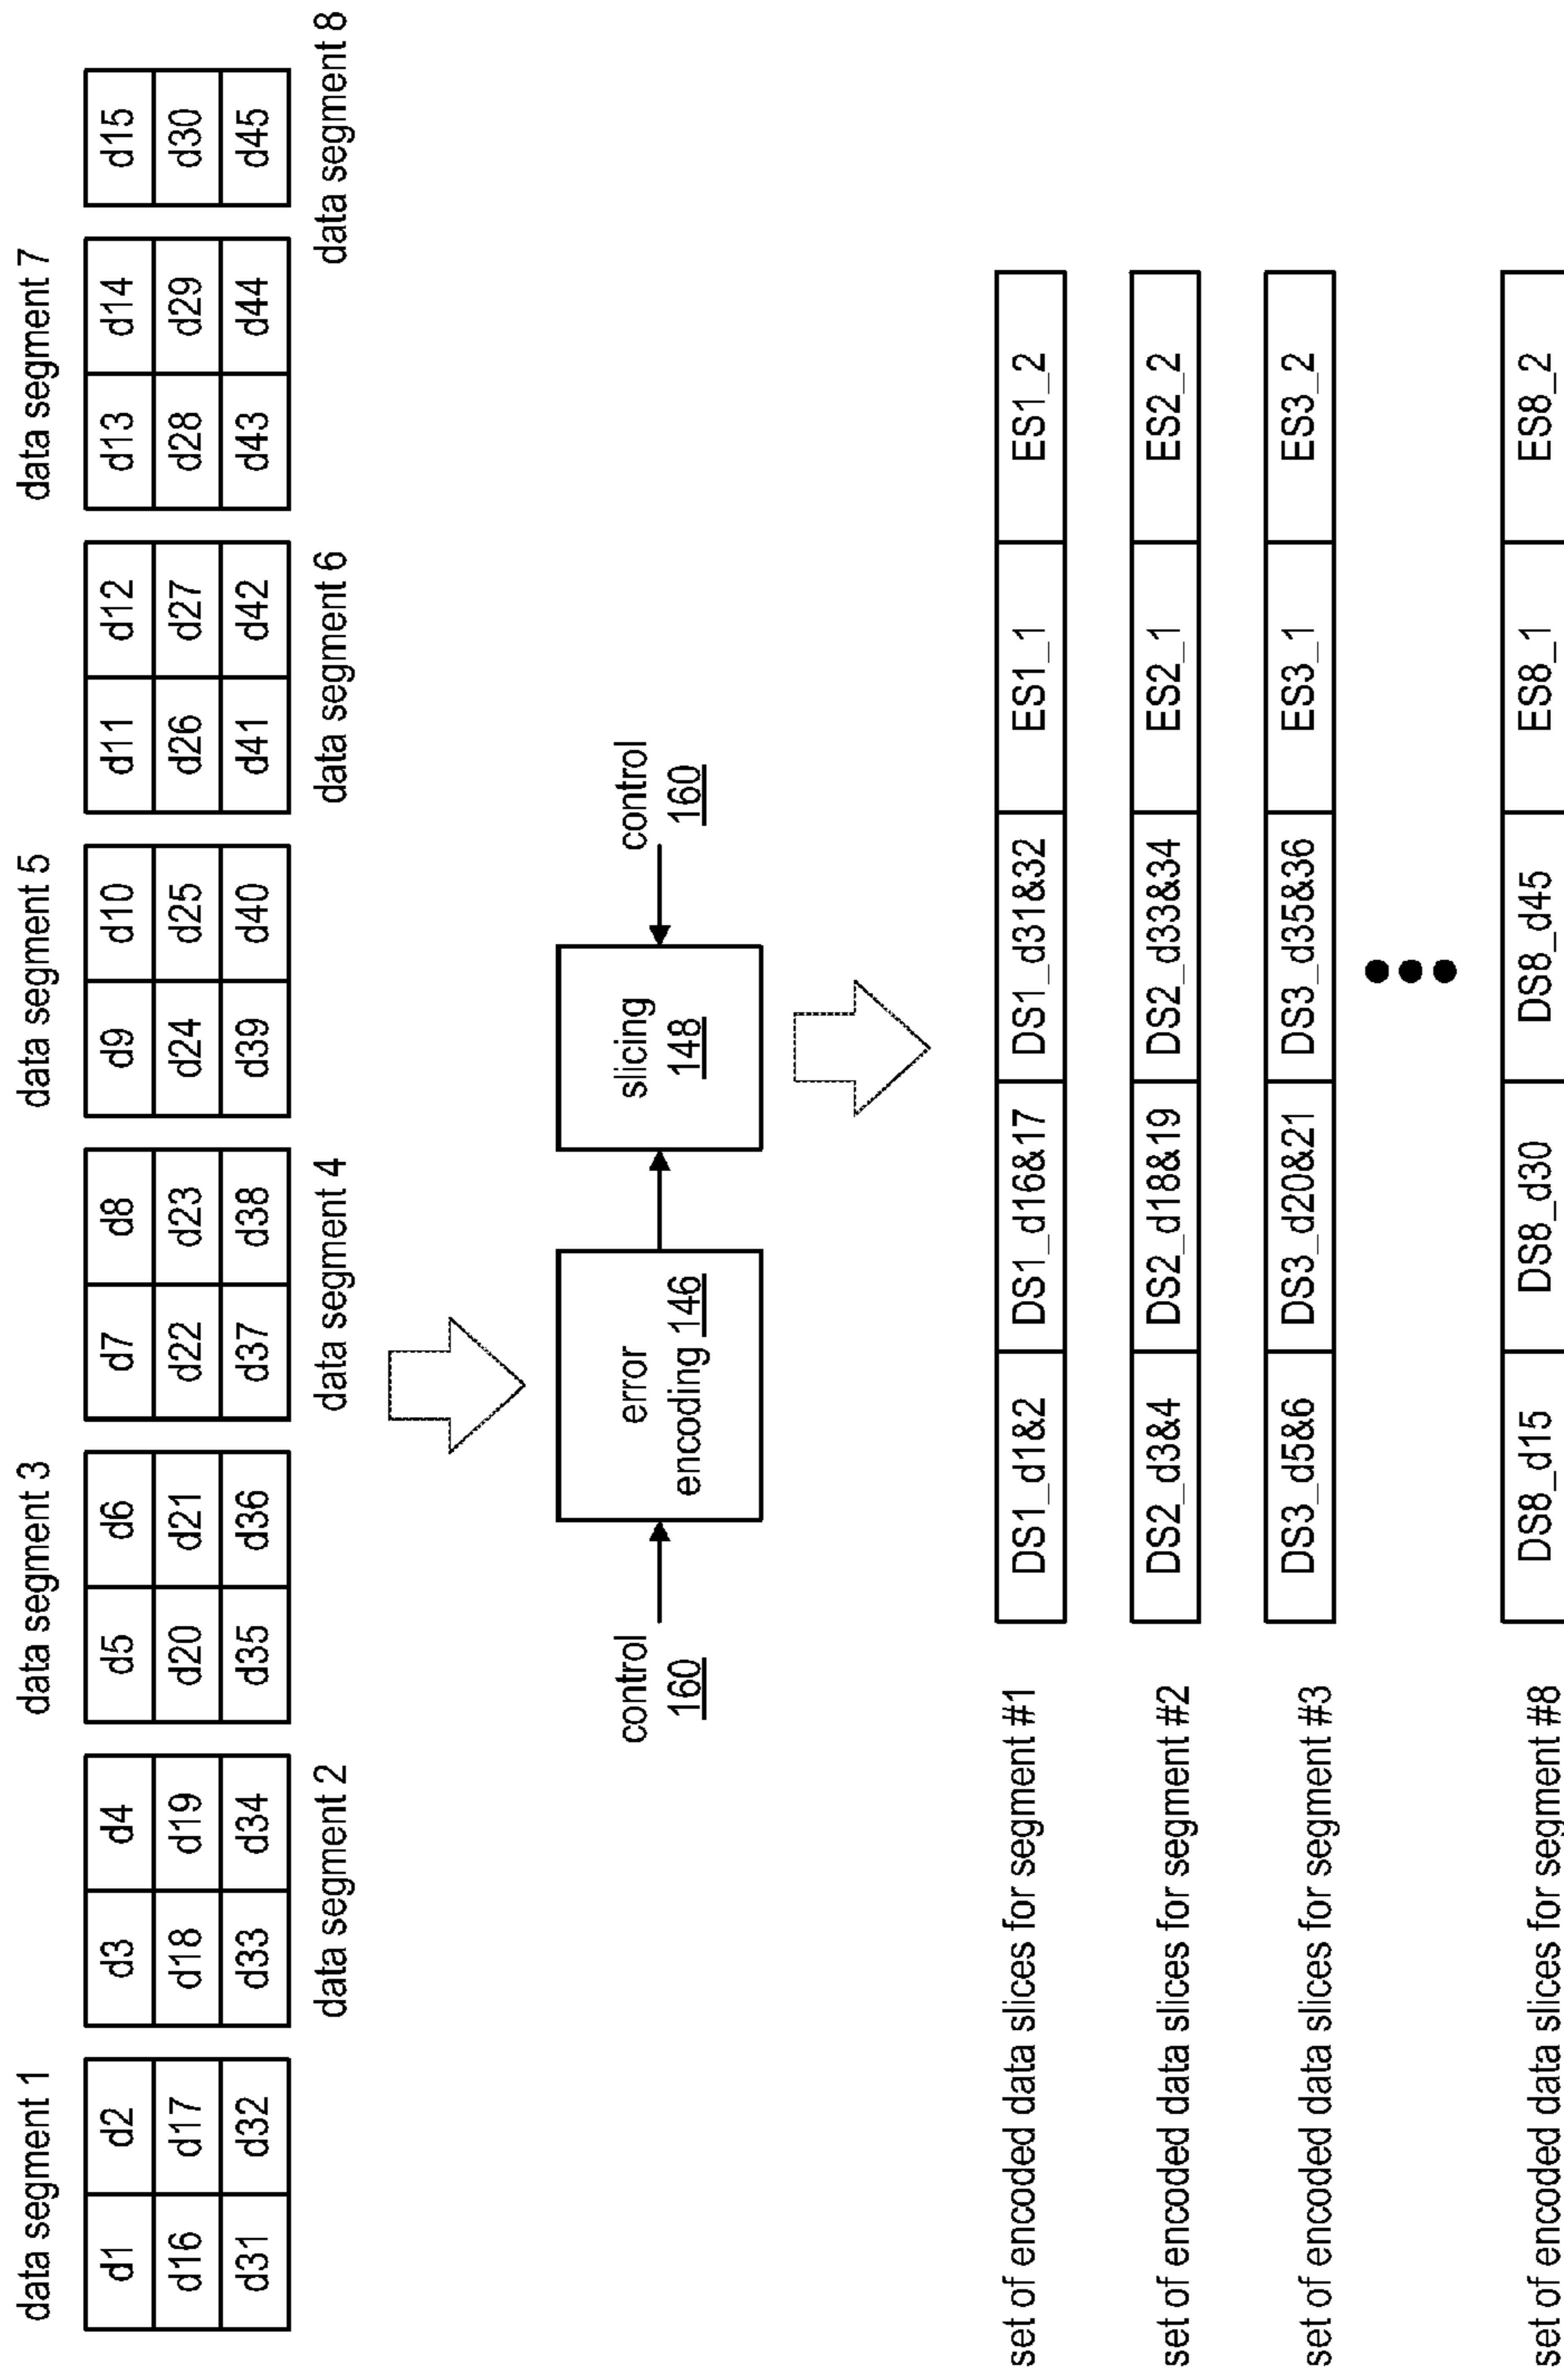 data segment 1
data segment 3
data segment 5
data segment 7
d1 d2 d3 d4 d5 d6 d7 d8 d9 d10 d11 d12 d13 d14 d15
d16 d17 d18 d19 d20 d21 d22 d23 d24 d25 d26 d27 d28 d29 d30
d31 d32 d33 d34 d35 d36 d37 d38 d39 d40 d41 d42 d43 d44 d45
data segment 2
data segment 4
data segment 6
data segment 8
control
160
error
encoding 146
slicing
148
control
160
set of encoded data slices for segment #1
DS1_d1&2 DS1_d16&17 DS1_d31&32 ES1_1 ES1_2
set of encoded data slices for segment #2
DS2_d3&4 DS2_d18&19 DS2_d33&34 ES2_1 ES2_2
set of encoded data slices for segment #3
DS3_d5&6 DS3_d20&21 DS3_d35&36 ES3_1 ES3_2
set of encoded data slices for segment #8
DS8_d15 DS8_d30 DS8_d45 ES8_1 ES8_2